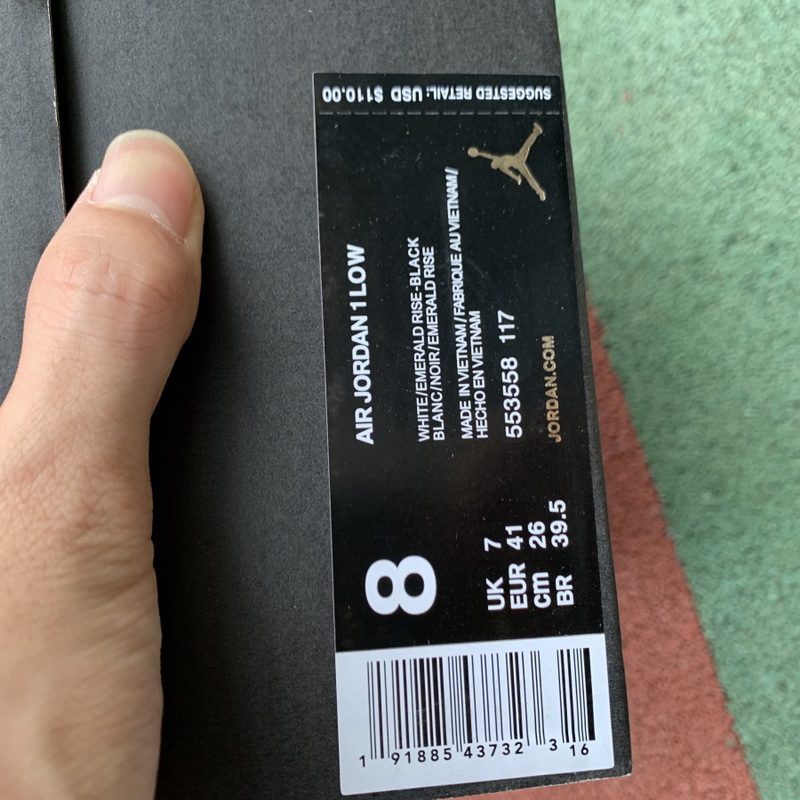 SUGGESTED RETAIL: USD $110.00
AIR JORDAN 1 LOW
WHITE/EMERALD RISE-BLACK
BLANC/NOIR/EMERALD RISE
MADE IN VIETNAM/FABRIQUE AU VIETNAM/
HECHO EN VIETNAM
553558 117
JORDAN.COM
8
UK 7
EUR 41
cm 26
BR 39.5
1 91885 43732 3 16